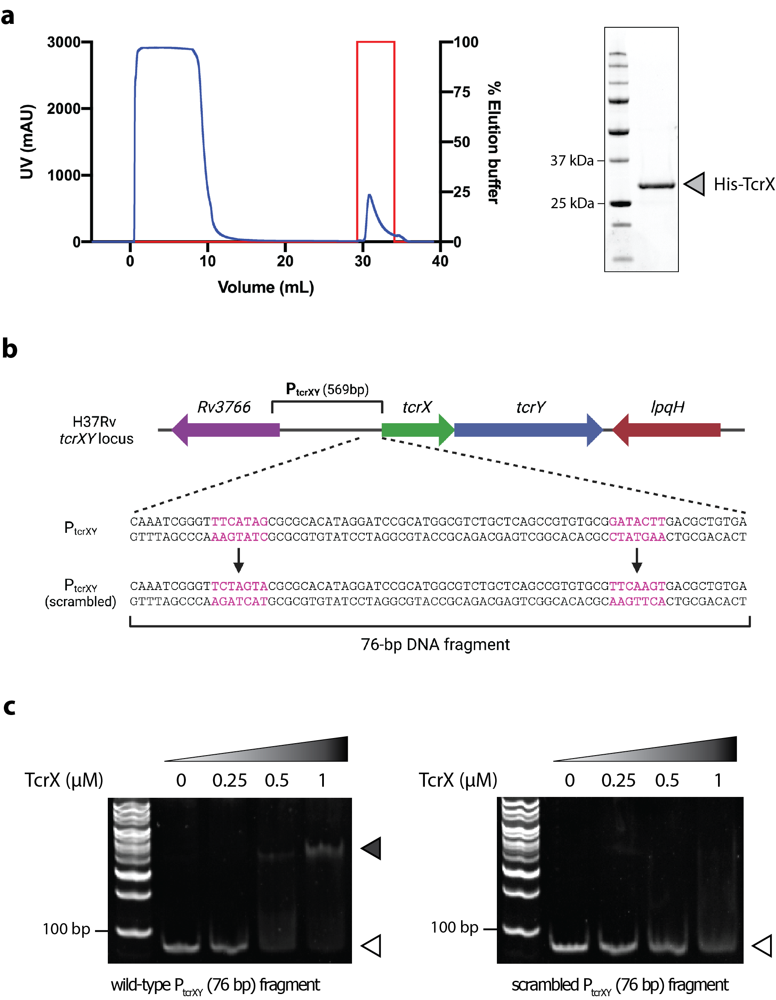 a
3000
2000
1000
0
UV (mAU)
0
10
20
30
40
Volume (mL)
100
75
50
25
0
% Elution buffer
37 kDa
25 kDa
His-TcrX
b
PtcrXY (569bp)
Rv3766
tcrX
tcrY
lpqH
H37Rv
tcrXY locus
PtcrXY
CAAATCGGGTTTCATAGCGCGCACATAGGATCCGCATGGCGTCTGCTCAGCCGTGTGCGGATACTTGACGCTGTGA
GTTTAGCCCAAAGTATCGCGCGTGTATCCTAGGCGTACCGCAGACGAGTCGGCACACGCCTATGAACTGCGACACT
PtcrXY
(scrambled)
CAAATCGGGTTCTAGTACGCGCACATAGGATCCGCATGGCGTCTGCTCAGCCGTGTGCGTTCAAGTGACGCTGTGA
GTTTAGCCCAAGATCATGCGCGTGTATCCTAGGCGTACCGCAGACGAGTCGGCACACGCAAGTTCACTGCGACACT
76-bp DNA fragment
c
TcrX (µM) 0 0.25 0.5 1
100 bp
wild-type PtcrXY (76 bp) fragment
TcrX (µM) 0 0.25 0.5 1
100 bp
scrambled PtcrXY (76 bp) fragment